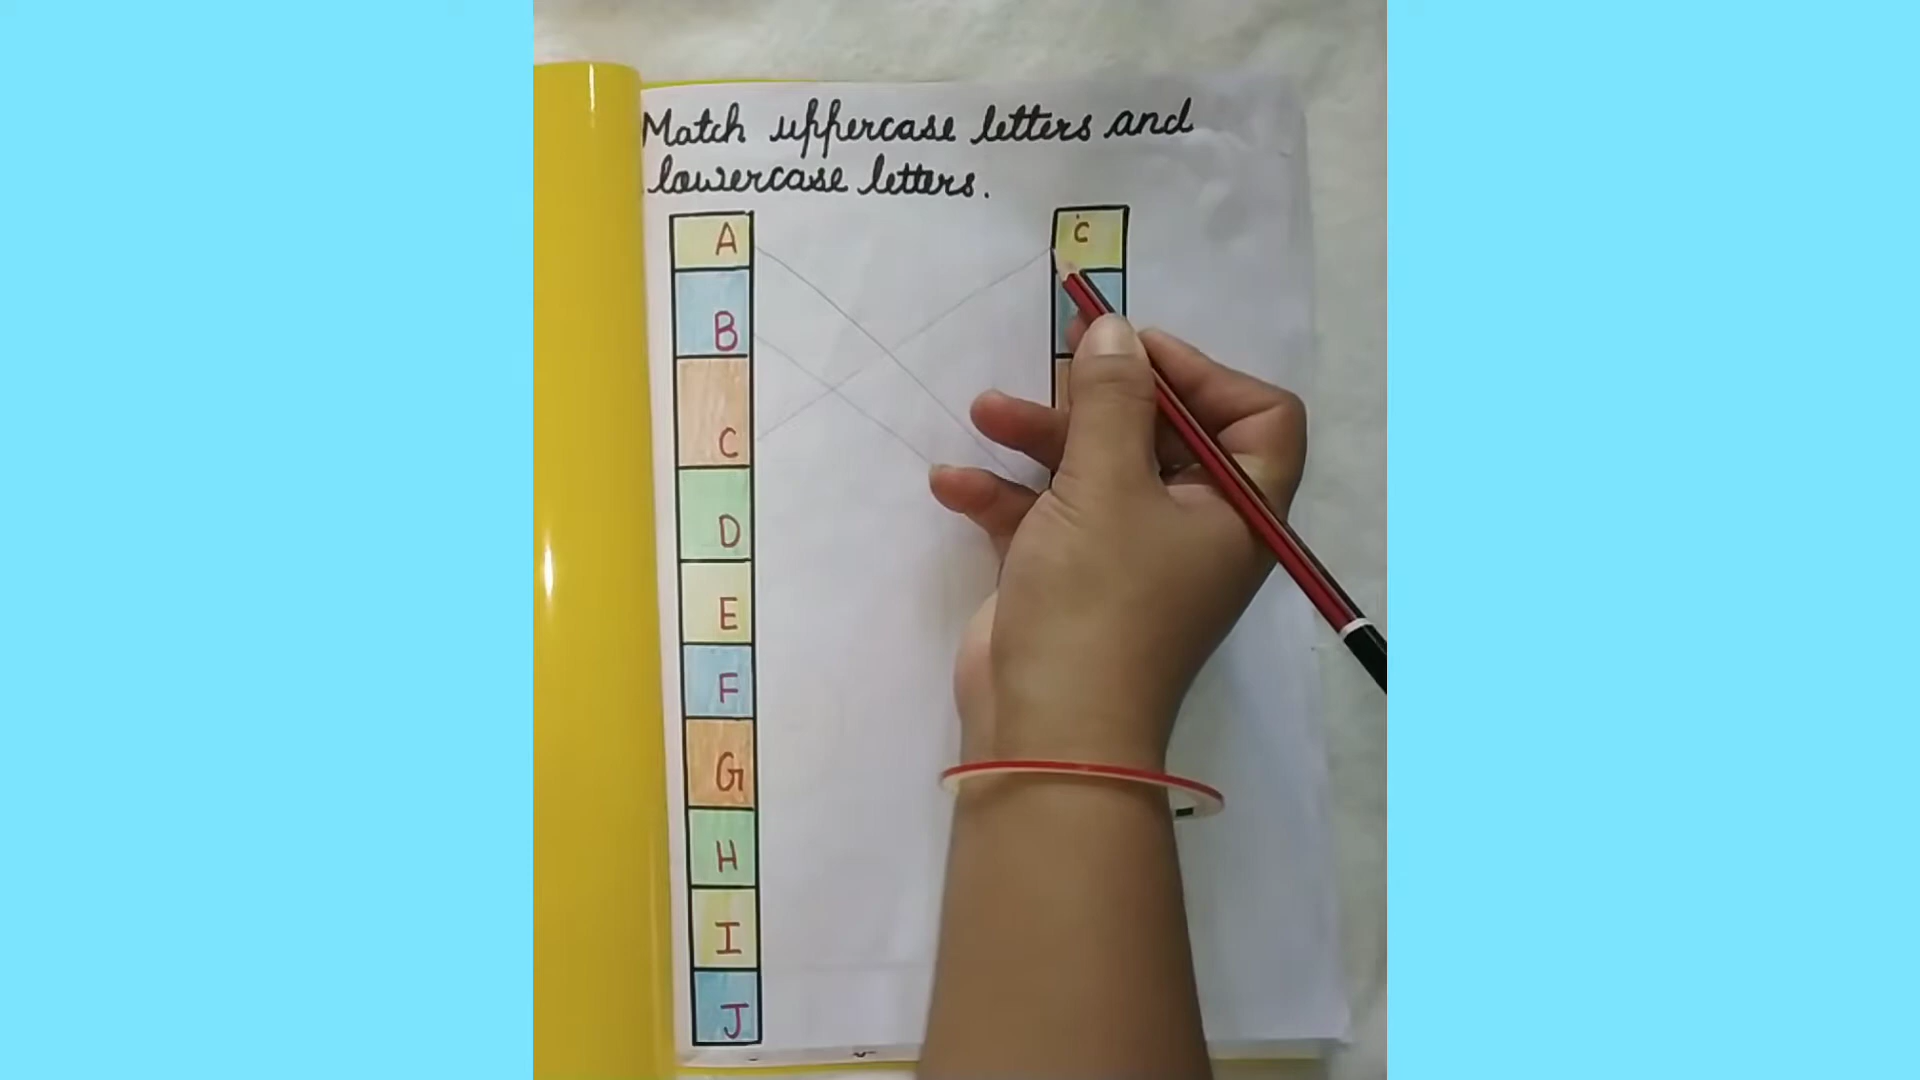 Match uppercase letters and
lowercase letters.
A
c
B
C
D
E
F
G
H
I
J